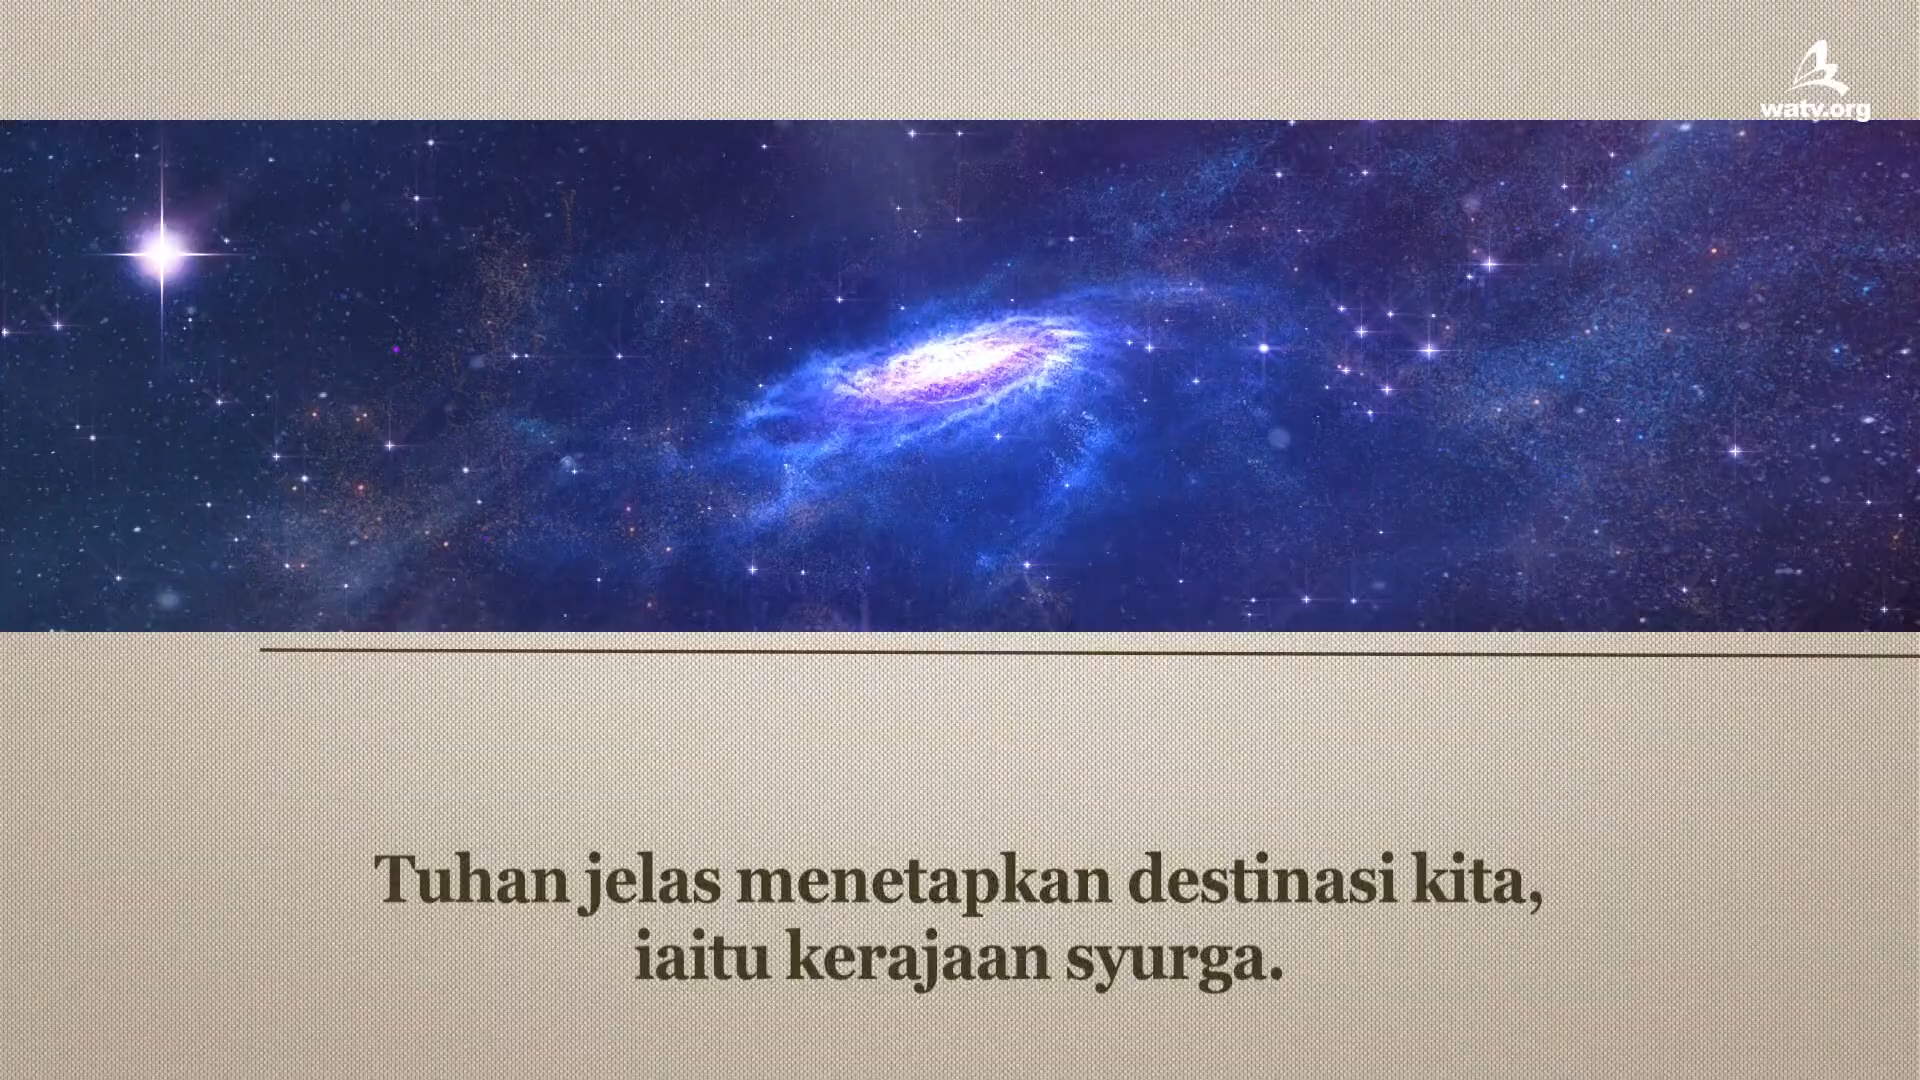 watv.org
Tuhan jelas menetapkan destinasi kita,
iaitu kerajaan syurga.